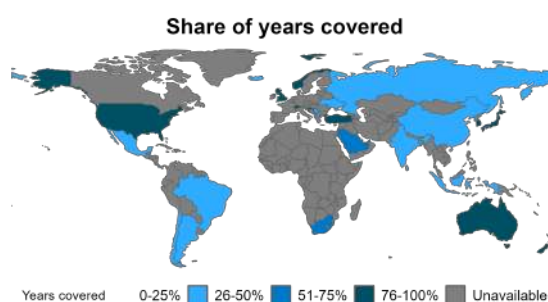 Share of years covered
Years covered 0-25% 26-50% 51-75% 76-100% Unavailable